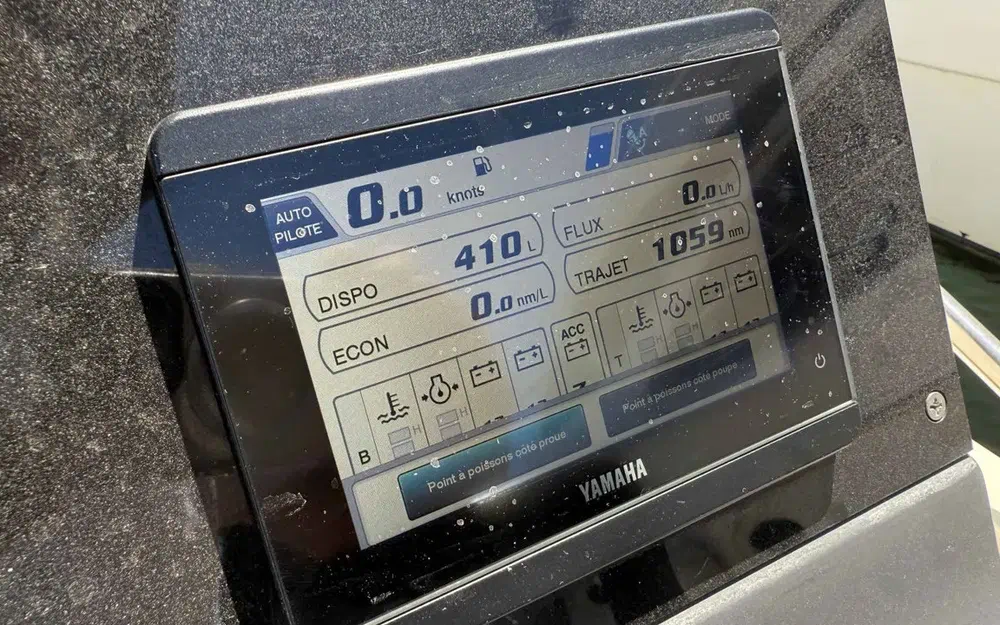 MODE
AUTO
PILOTE
0.0 knots
DISPO 410 L
FLUX 0.0 L/h
ECON 0.0 nm/L
TRAJET 1059 nm
ACC
H
H
B
T
Point à poissons côté proue
Point à poissons côté poupe
YAMAHA